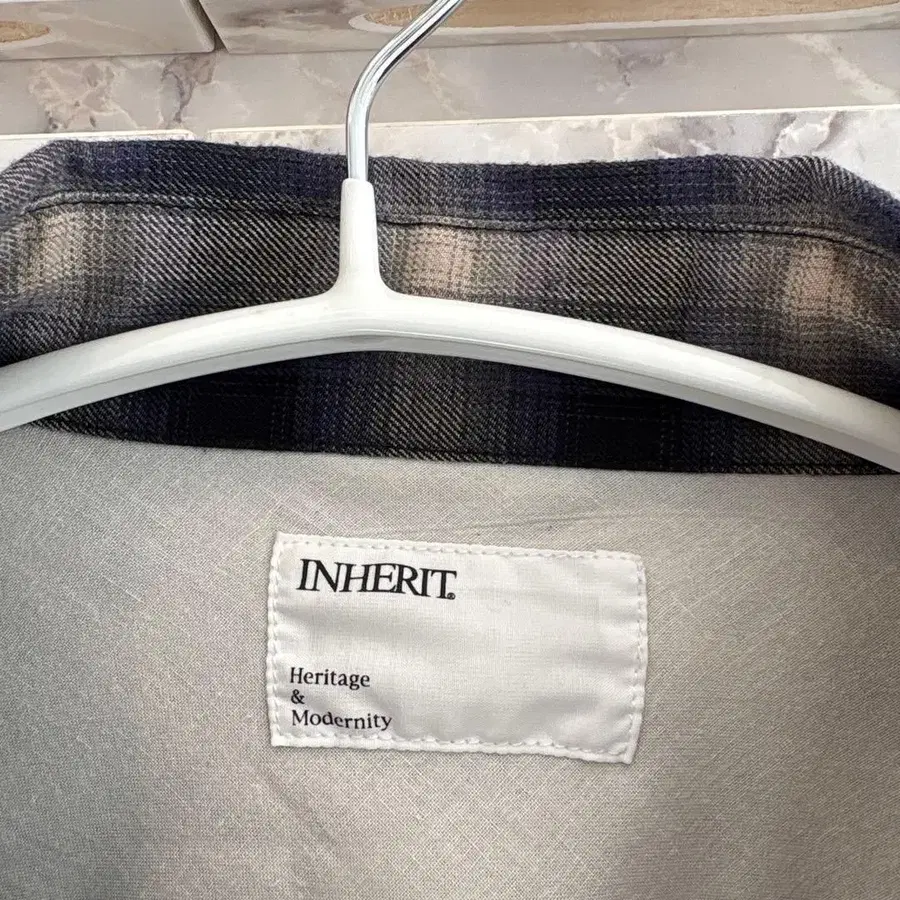 INHERIT.
Heritage
&
Modernity